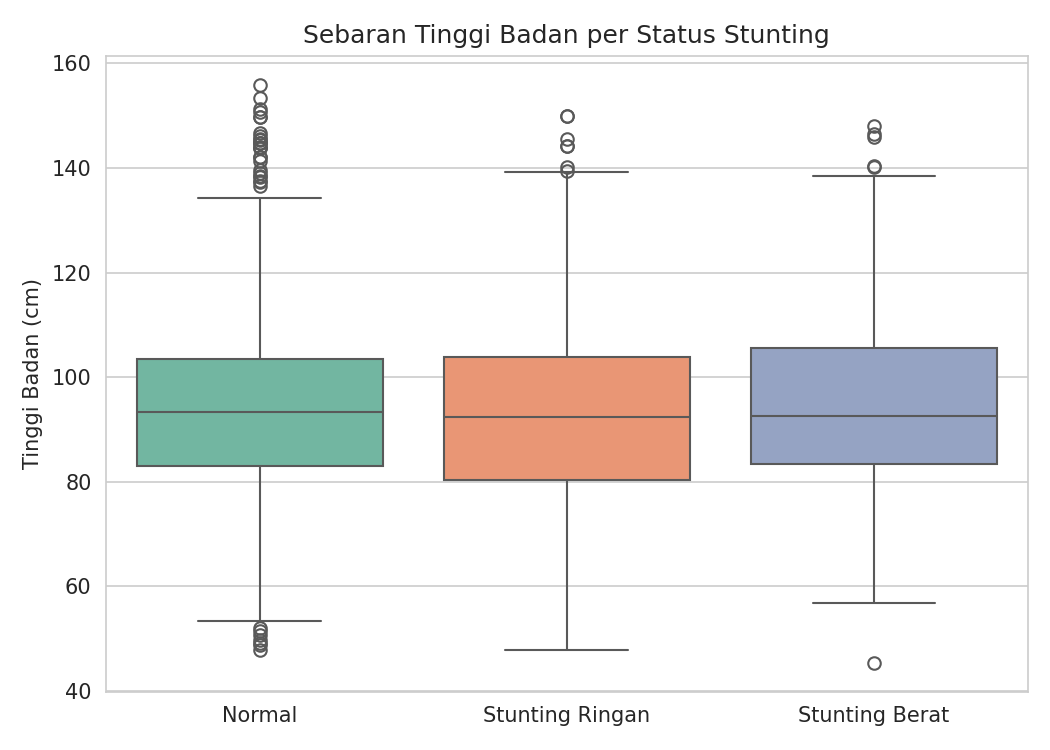 Sebaran Tinggi Badan per Status Stunting
Tinggi Badan (cm)
160
140
120
100
80
60
40
Normal
Stunting Ringan
Stunting Berat